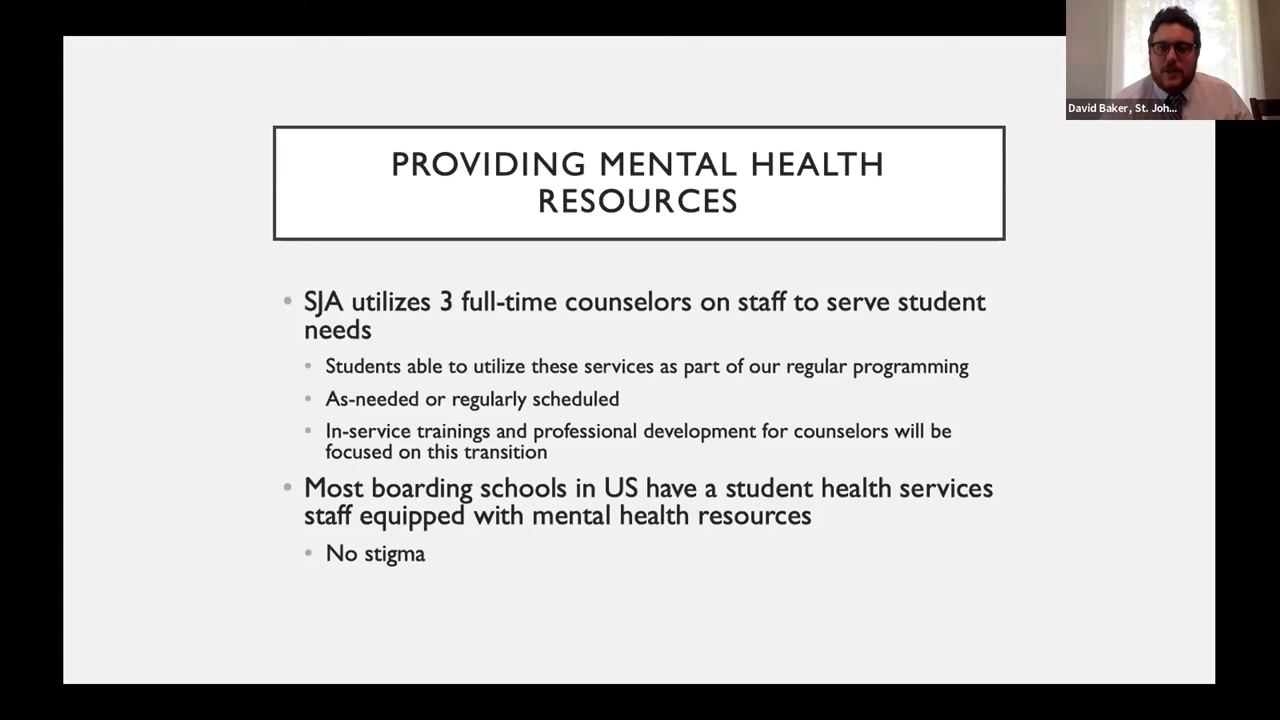 David Baker, St. Joh...
PROVIDING MENTAL HEALTH
RESOURCES
• SJA utilizes 3 full-time counselors on staff to serve student
needs
• Students able to utilize these services as part of our regular programming
• As-needed or regularly scheduled
• In-service trainings and professional development for counselors will be
focused on this transition
• Most boarding schools in US have a student health services
staff equipped with mental health resources
• No stigma